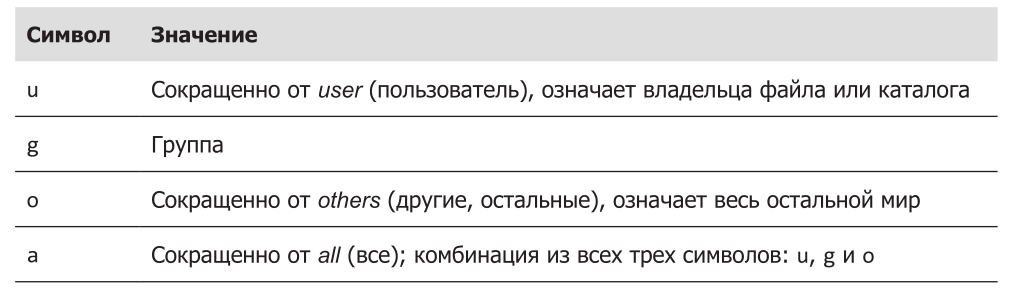 Символ Значение
u Сокращенно от user (пользователь), означает владельца файла или каталога
g Группа
o Сокращенно от others (другие, остальные), означает весь остальной мир
a Сокращенно от all (все); комбинация из всех трех символов: u, g и o